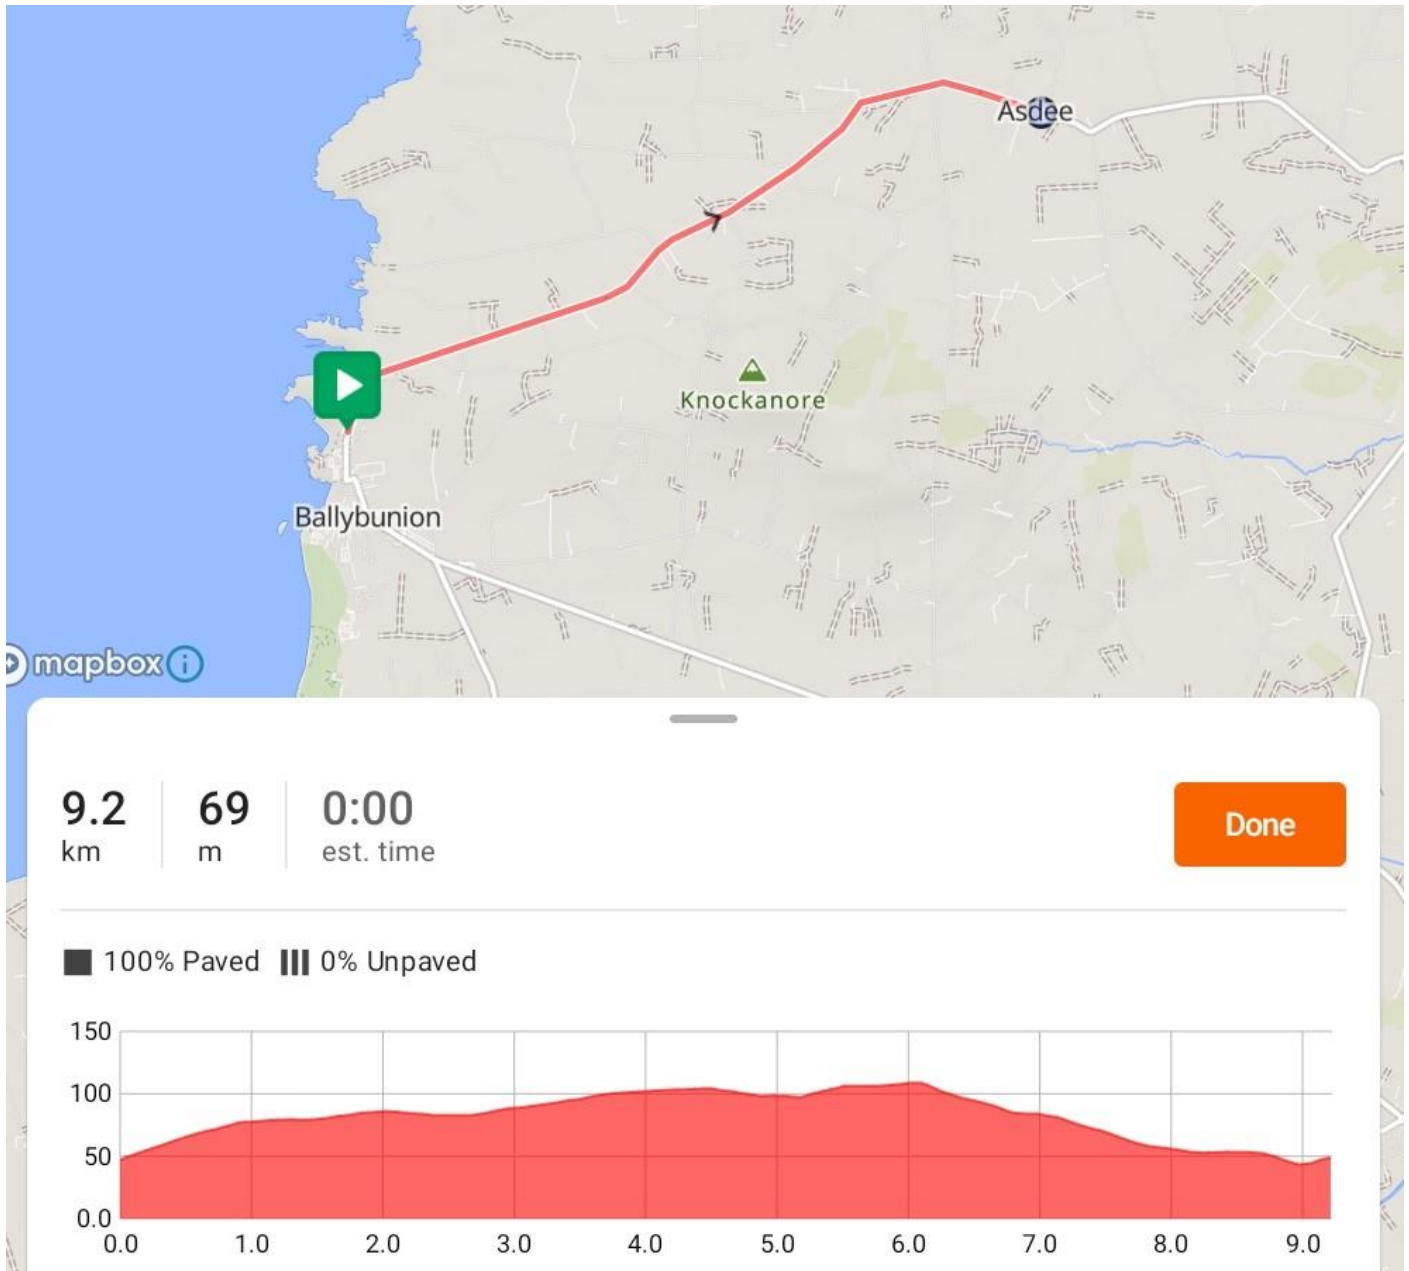 Asdee
Knockanore
Ballybunion
mapbox
9.2 69 0:00
km m est. time
Done
100% Paved 0% Unpaved
150
100
50
0.0
0.0 1.0 2.0 3.0 4.0 5.0 6.0 7.0 8.0 9.0